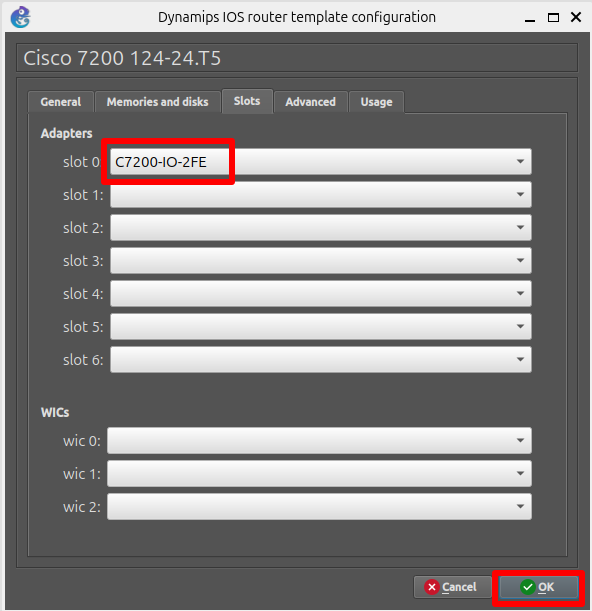 Dynamips IOS router template configuration
Cisco 7200 124-24.T5
General Memories and disks Slots Advanced Usage
Adapters
slot 0: C7200-IO-2FE
slot 1:
slot 2:
slot 3:
slot 4:
slot 5:
slot 6:
WICs
wic 0:
wic 1:
wic 2:
Cancel OK